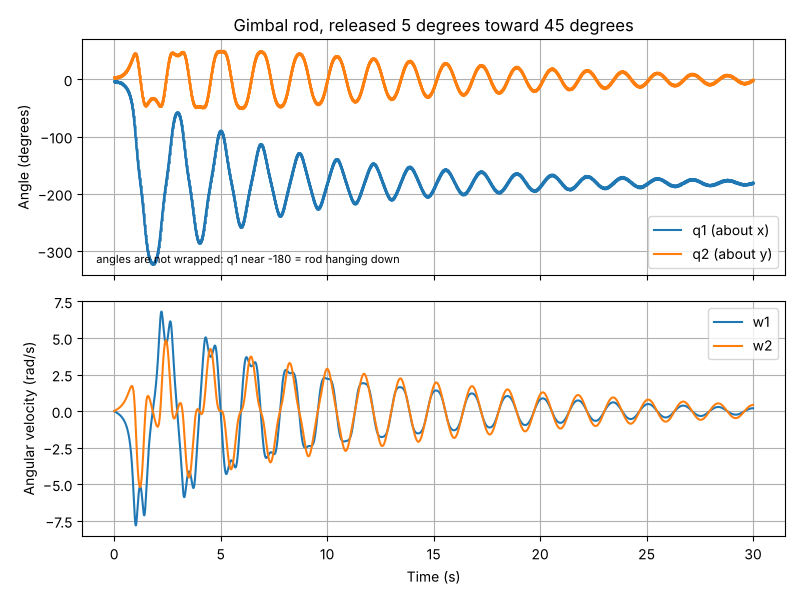 Gimbal rod, released 5 degrees toward 45 degrees
Angle (degrees)
0
−100
−200
−300
angles are not wrapped: q1 near -180 = rod hanging down
q1 (about x)
q2 (about y)
Angular velocity (rad/s)
7.5
5.0
2.5
0.0
−2.5
−5.0
−7.5
w1
w2
0
5
10
15
20
25
30
Time (s)